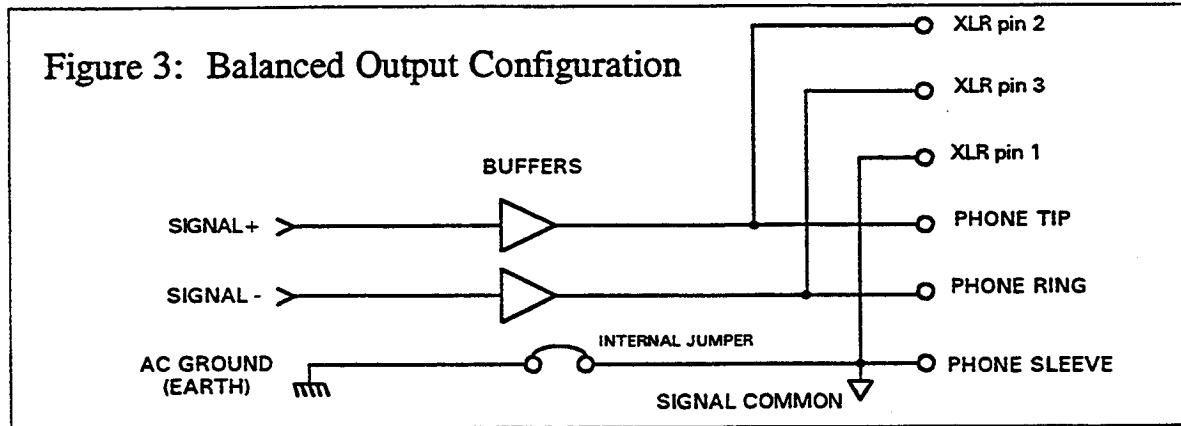 Figure 3: Balanced Output Configuration
XLR pin 2
XLR pin 3
XLR pin 1
BUFFERS
SIGNAL+
PHONE TIP
SIGNAL -
PHONE RING
INTERNAL JUMPER
AC GROUND
(EARTH)
PHONE SLEEVE
SIGNAL COMMON